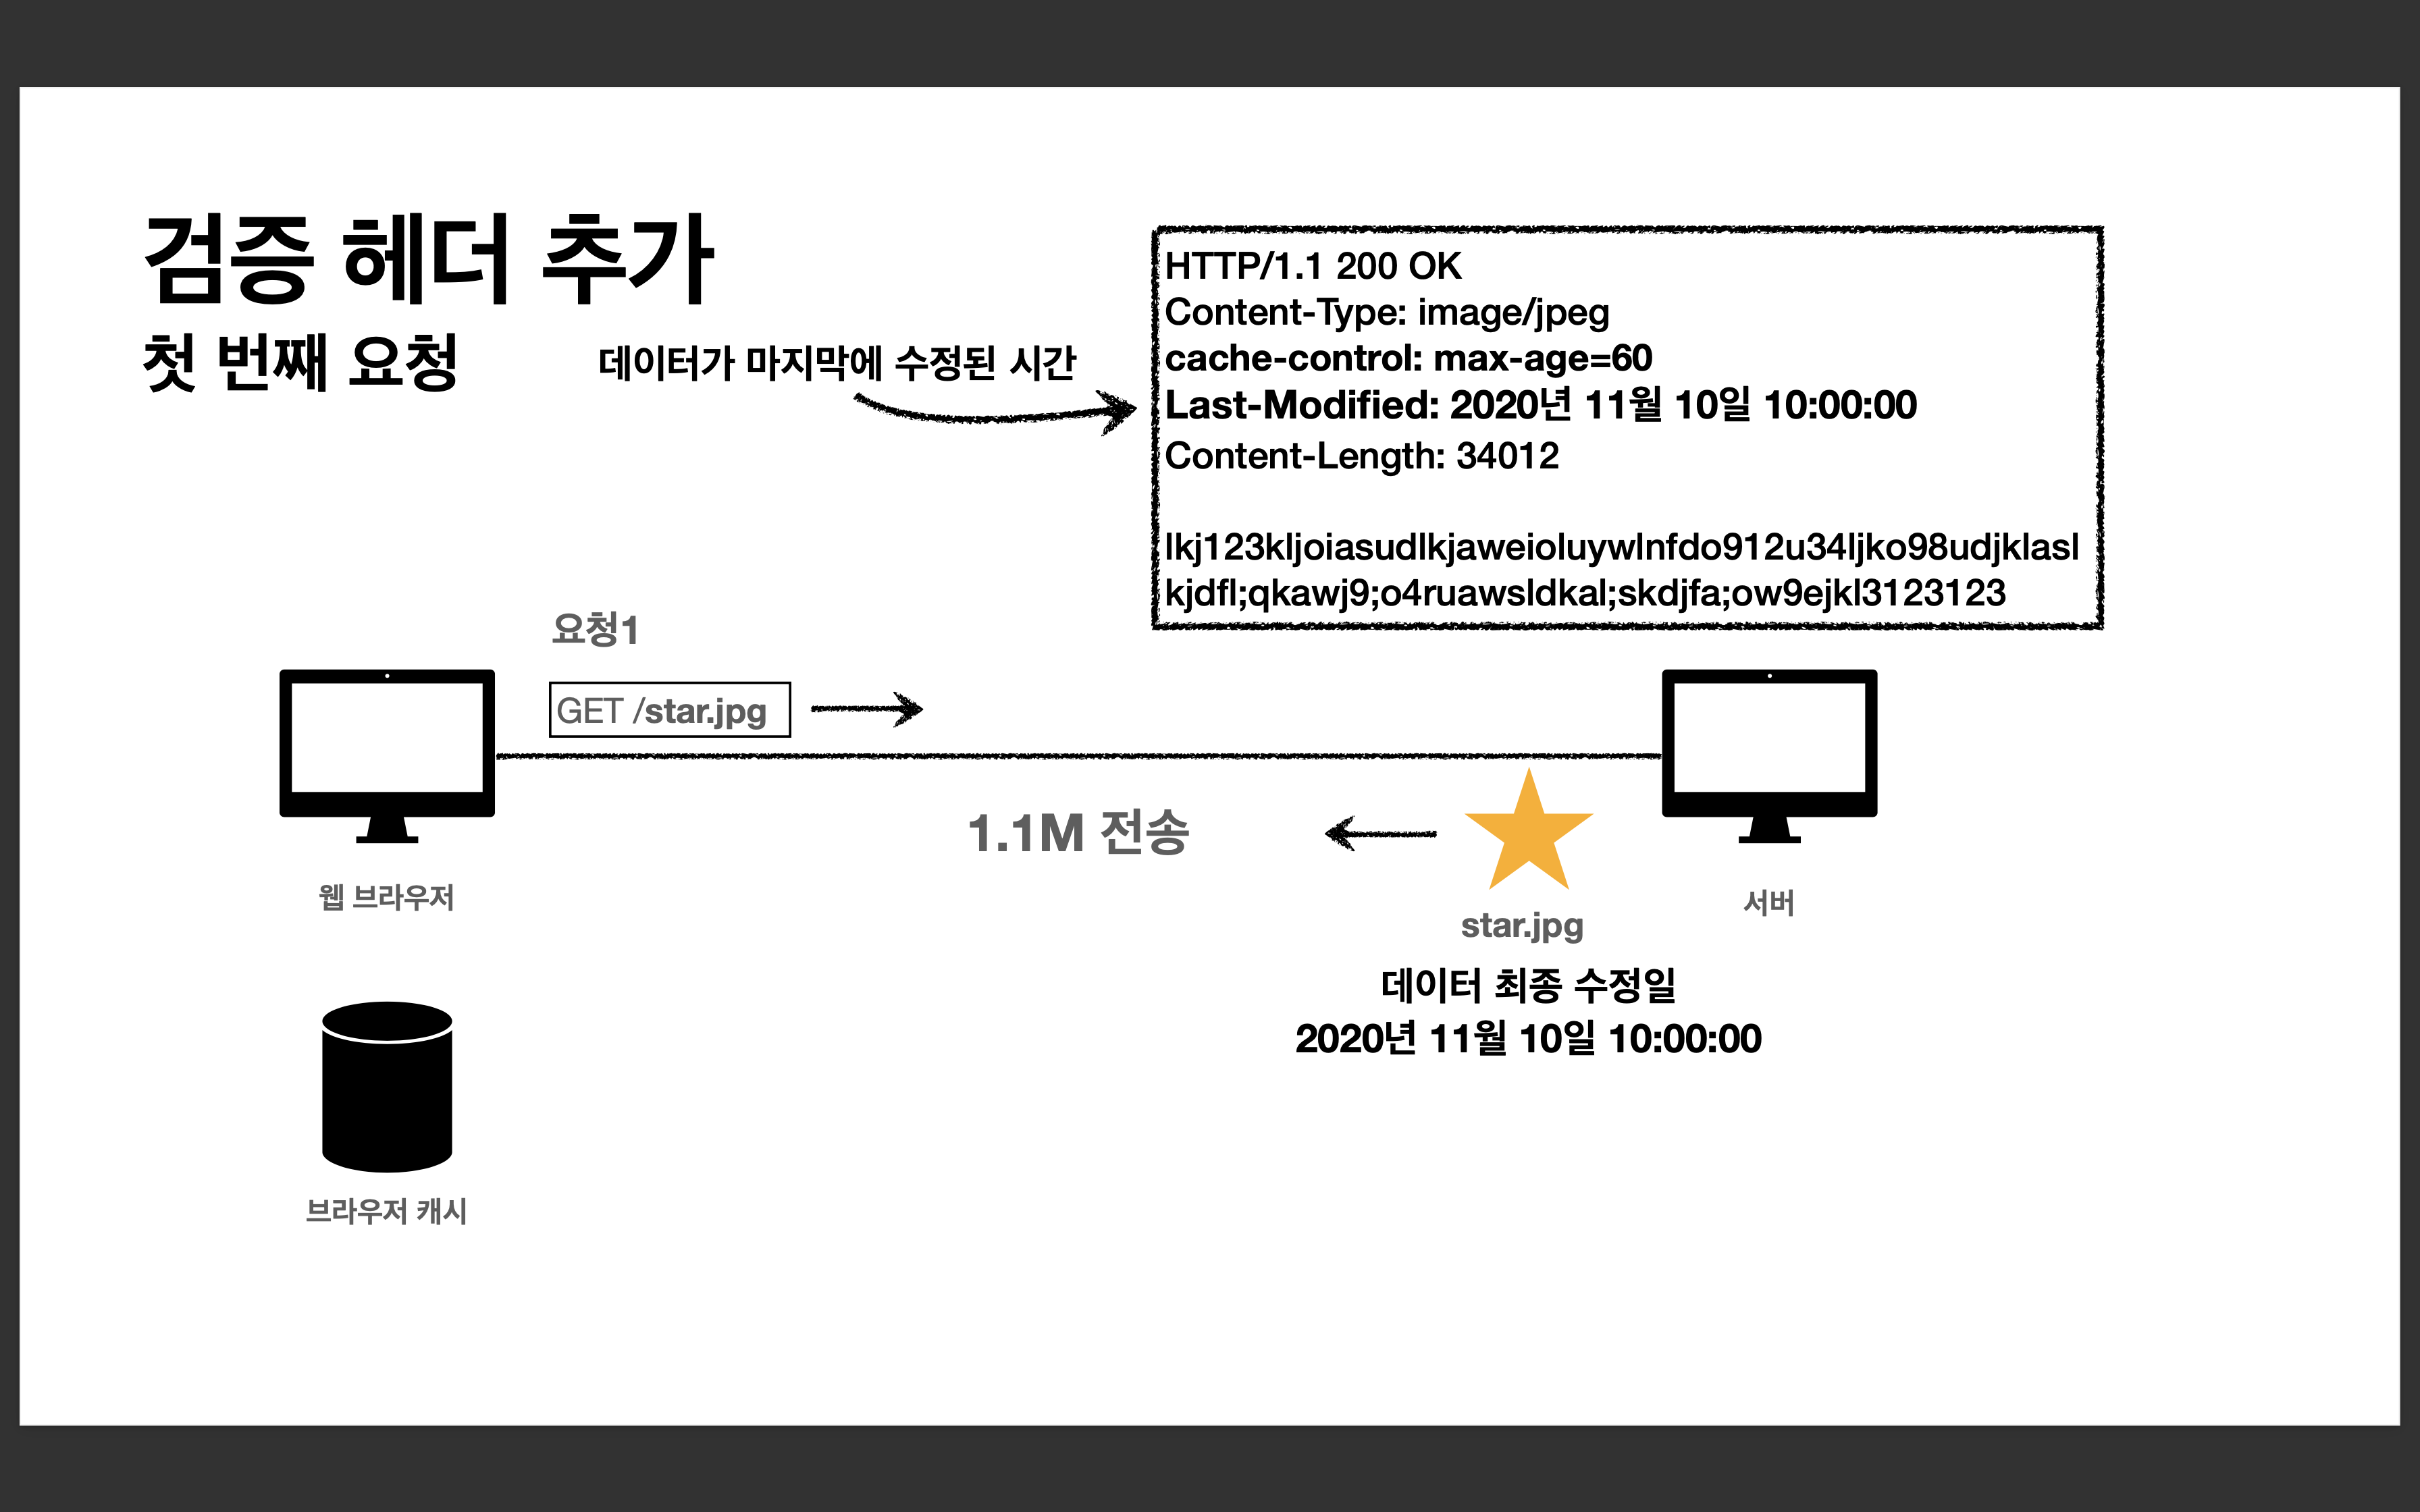 검증 헤더 추가
첫 번째 요청
데이터가 마지막에 수정된 시간
HTTP/1.1 200 OK
Content-Type: image/jpeg
cache-control: max-age=60
Last-Modified: 2020년 11월 10일 10:00:00
Content-Length: 34012
lkj123kljoiasudlkjaweioluywlnfdo912u34ljko98udjklasl
kjdfl;qkawj9;o4ruawsldkal;skdjfa;ow9ejkl3123123
요청1
GET /star.jpg
1.1M 전송
웹 브라우저
서버
star.jpg
데이터 최종 수정일
2020년 11월 10일 10:00:00
브라우저 캐시